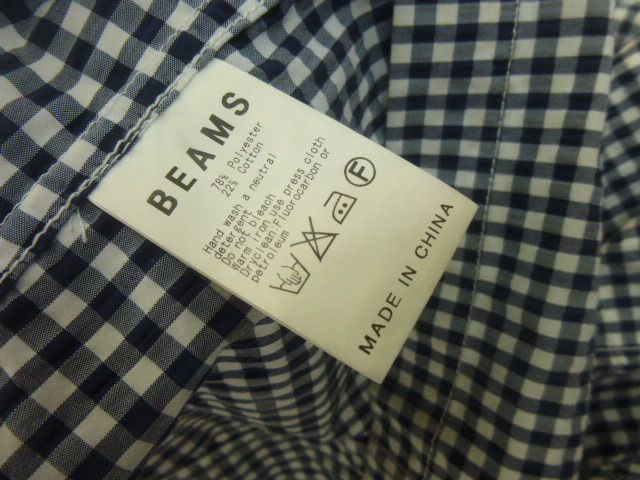 BEAMS
78% Polyester
22% Cotton
Hand wash a neutral
detergent
Do not bleach
Warm iron use press cloth
Dryclean:Fluorocarbon or
petroleum
F
MADE IN CHINA